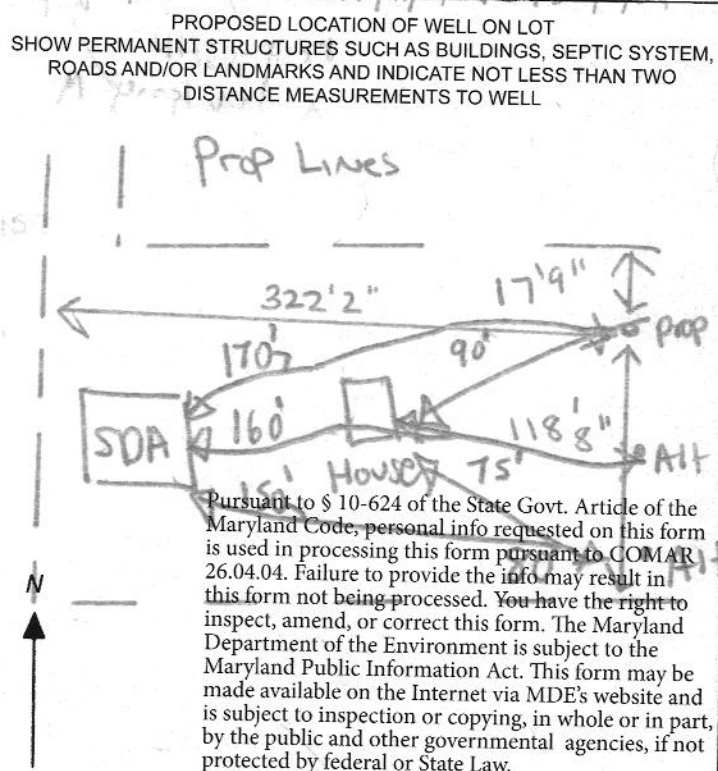 PROPOSED LOCATION OF WELL ON LOT
SHOW PERMANENT STRUCTURES SUCH AS BUILDINGS, SEPTIC SYSTEM,
ROADS AND/OR LANDMARKS AND INDICATE NOT LESS THAN TWO
DISTANCE MEASUREMENTS TO WELL
Prop Lines
322'2"
17'9"
Prop
170'
90'
SDA
160'
118'8"
Alt
House
75'
150'
Alt
N
Pursuant to § 10-624 of the State Govt. Article of the
Maryland Code, personal info requested on this form
is used in processing this form pursuant to COMAR
26.04.04. Failure to provide the info may result in
this form not being processed. You have the right to
inspect, amend, or correct this form. The Maryland
Department of the Environment is subject to the
Maryland Public Information Act. This form may be
made available on the Internet via MDE's website and
is subject to inspection or copying, in whole or in part,
by the public and other governmental agencies, if not
protected by federal or State Law.